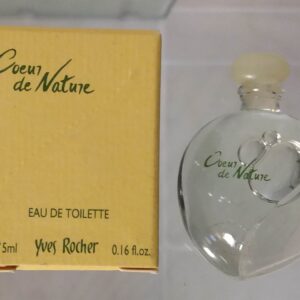 Coeur
de Nature
EAU DE TOILETTE
5ml Yves Rocher 0.16 fl.oz.
Coeur
de Nature